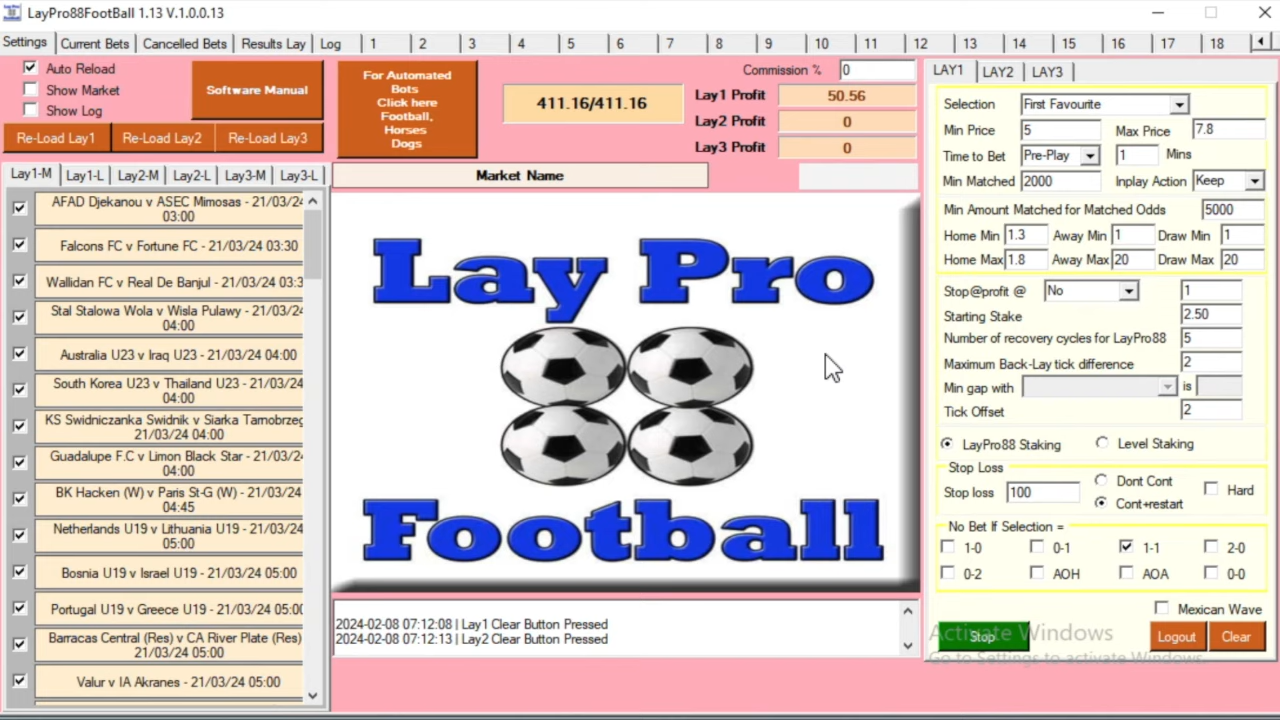 LayPro88FootBall 1.13 V.1.0.0.13
Settings Current Bets Cancelled Bets Results Lay Log 1 2 3 4 5 6 7 8 9 10 11 12 13 14 15 16 17 18
Auto Reload
Show Market
Show Log
Software Manual
Re-Load Lay1 Re-Load Lay2 Re-Load Lay3
For Automated
Bots
Click here
Football,
Horses
Dogs
411.16/411.16
Commission % 0
Lay1 Profit 50.56
Lay2 Profit 0
Lay3 Profit 0
Lay1-M Lay1-L Lay2-M Lay2-L Lay3-M Lay3-L
Market Name
AFAD Djekanou v ASEC Mimosas - 21/03/24
03:00
Falcons FC v Fortune FC - 21/03/24 03:30
Wallidan FC v Real De Banjul - 21/03/24 03:3
Stal Stalowa Wola v Wisla Pulawy - 21/03/24
04:00
Australia U23 v Iraq U23 - 21/03/24 04:00
South Korea U23 v Thailand U23 - 21/03/24
04:00
KS Swidniczanka Swidnik v Siarka Tarnobrzeg
21/03/24 04:00
Guadalupe F.C v Limon Black Star - 21/03/24
04:00
BK Hacken (W) v Paris St-G (W) - 21/03/24
04:45
Netherlands U19 v Lithuania U19 - 21/03/24
05:00
Bosnia U19 v Israel U19 - 21/03/24 05:00
Portugal U19 v Greece U19 - 21/03/24 05:00
Barracas Central (Res) v CA River Plate (Res)
21/03/24 05:00
Valur v IA Akranes - 21/03/24 05:00
Lay Pro
Football
2024-02-08 07:12:08 | Lay1 Clear Button Pressed
2024-02-08 07:12:13 | Lay2 Clear Button Pressed
LAY1 LAY2 LAY3
Selection First Favourite
Min Price 5 Max Price 7.8
Time to Bet Pre-Play 1 Mins
Min Matched 2000 Inplay Action Keep
Min Amount Matched for Matched Odds 5000
Home Min 1.3 Away Min 1 Draw Min 1
Home Max 1.8 Away Max 20 Draw Max 20
Stop@profit @ No 1
Starting Stake 2.50
Number of recovery cycles for LayPro88 5
Maximum Back-Lay tick difference 2
Min gap with is
Tick Offset 2
LayPro88 Staking Level Staking
Stop Loss
Stop loss 100 Dont Cont Cont+restart Hard
No Bet If Selection =
1-0 0-1 1-1 2-0
0-2 AOH AOA 0-0
Mexican Wave
Stop Logout Clear
Activate Windows
Go to Settings to activate Windows.